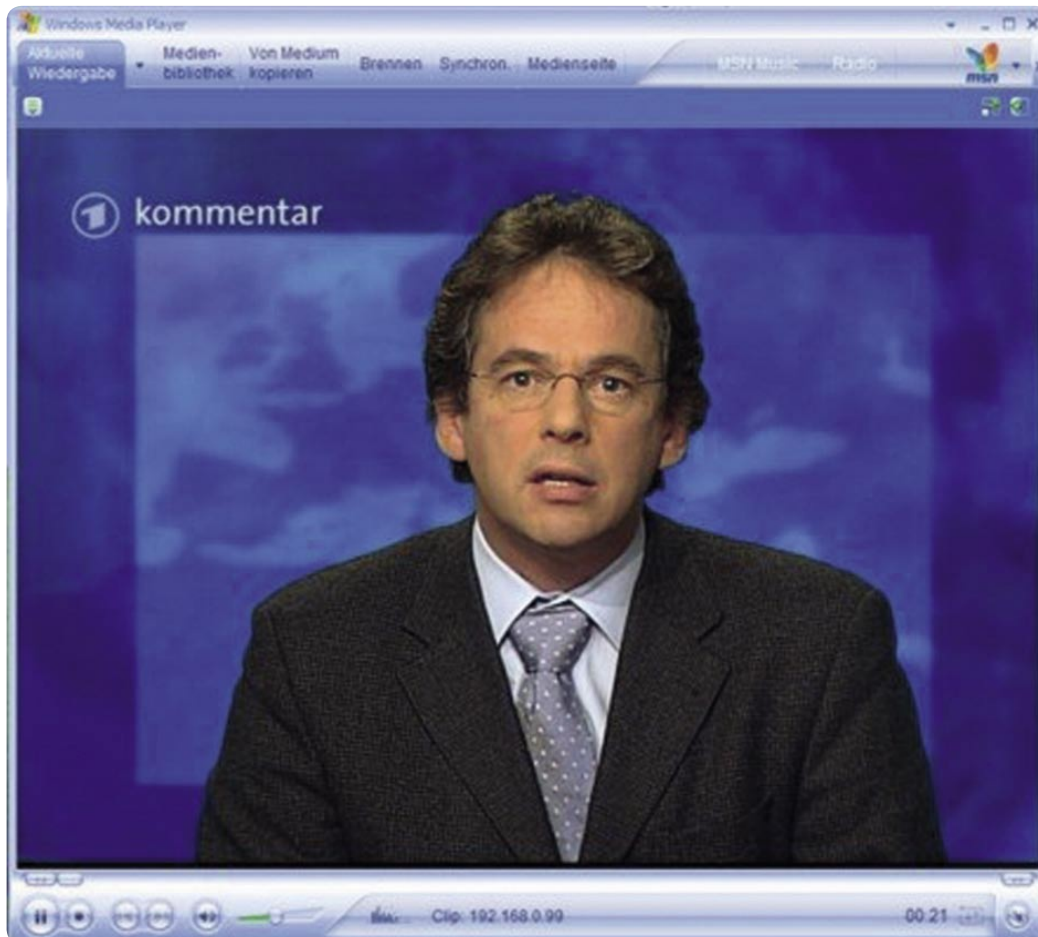 Windows Media Player
Aktuelle
Wiedergabe
Medien-
bibliothek
Von Medium
kopieren
Brennen
Synchron.
Medienseite
MSN Music
Radio
msn
kommentar
Clip: 192.168.0.99
00:21